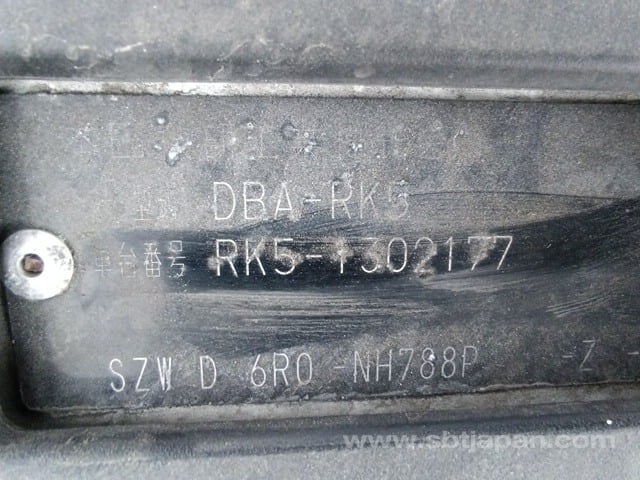 DBA-RK5
車台番号 RK5-1302177
SZW D 6R0 -NH788P -Z -
www.sbtjapan.com